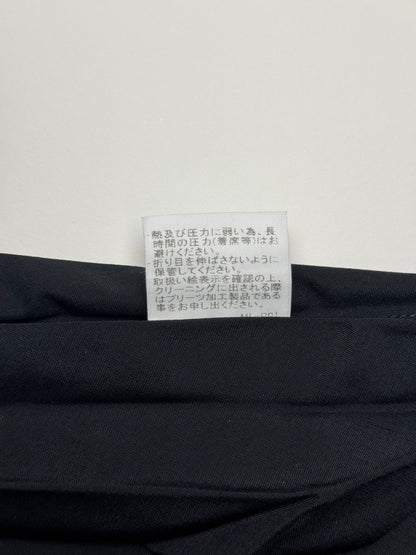 ・熱及び圧力に弱い為、長
時間の圧力(着席等)はお
避けください。
・折り目を伸ばさないように
保管してください。
取扱い絵表示を確認の上、
クリーニングに出される際
はプリーツ加工製品である
事をお申し出ください。